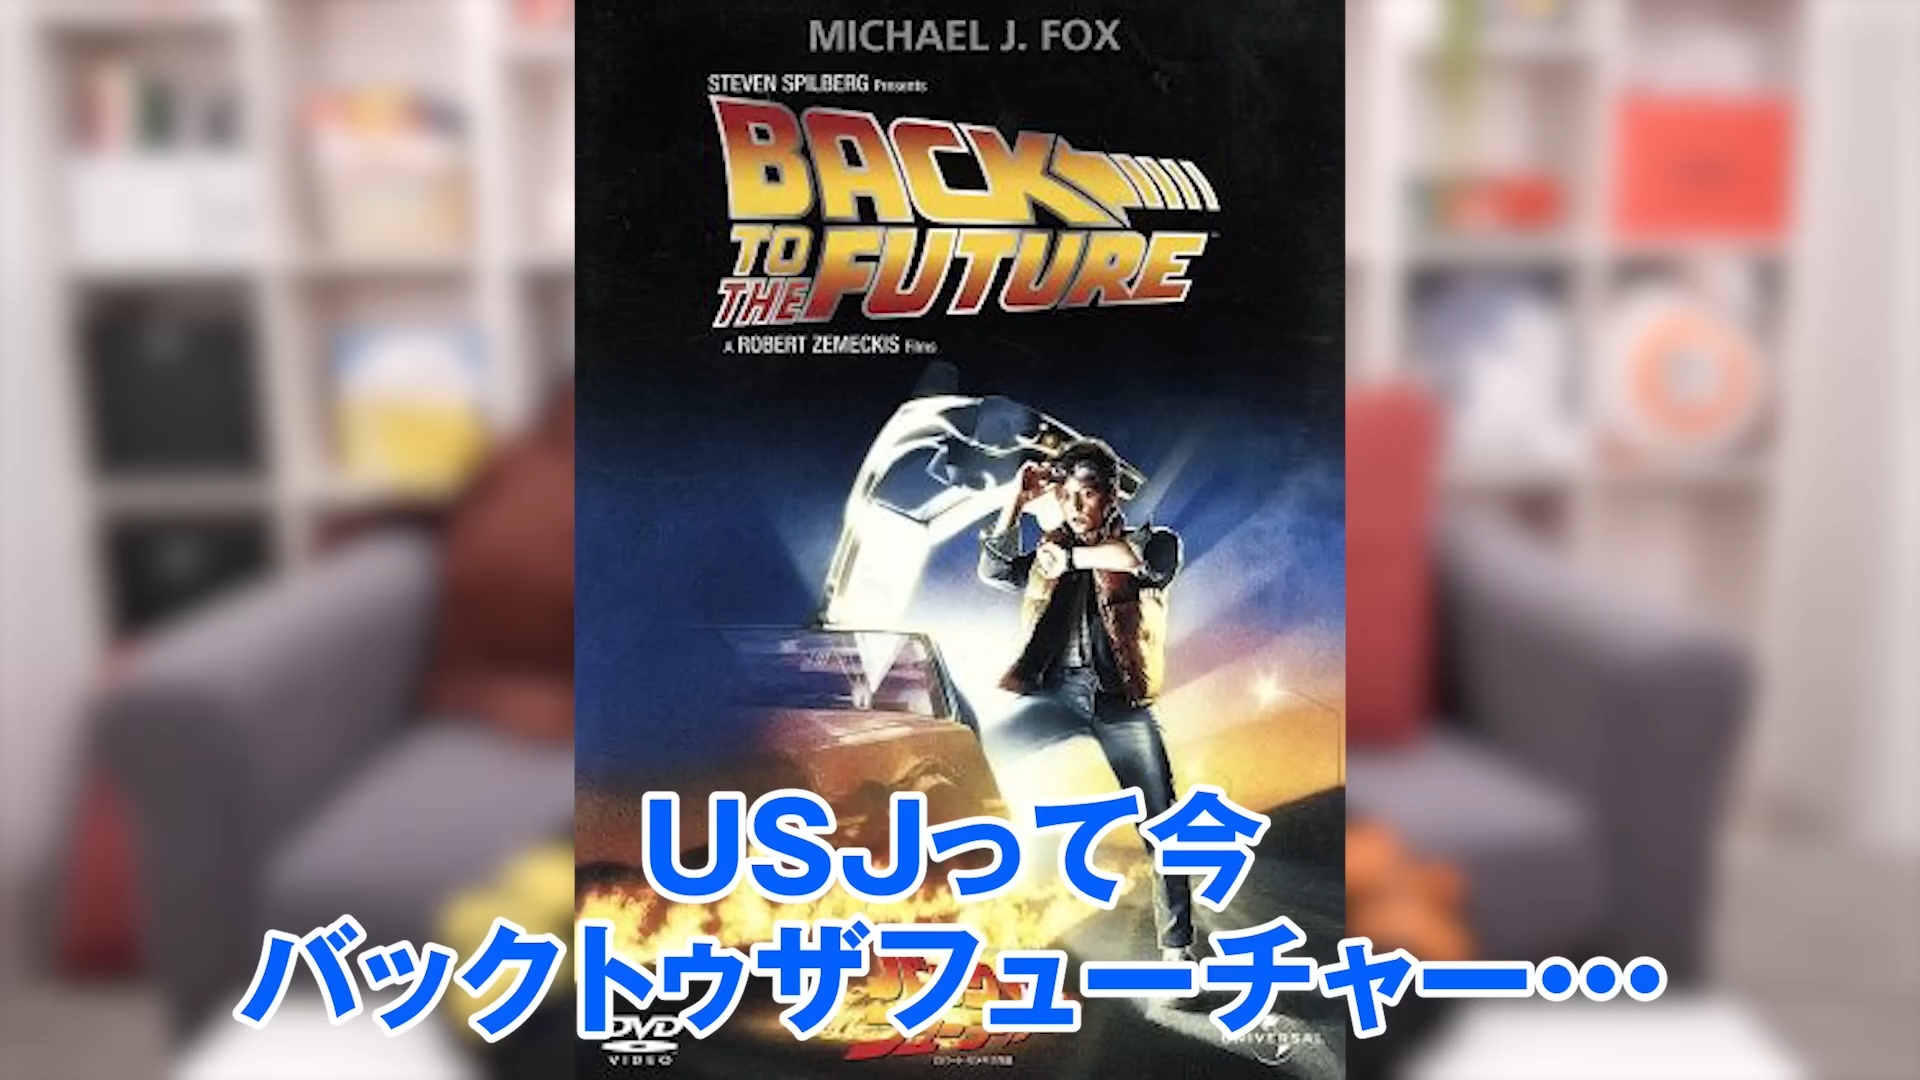 MICHAEL J. FOX
STEVEN SPILBERG Presents
BACK
TO
THE FUTURE
A ROBERT ZEMECKIS Films
USJって今
バックトゥザフューチャー…
DVD
VIDEO
UNIVERSAL